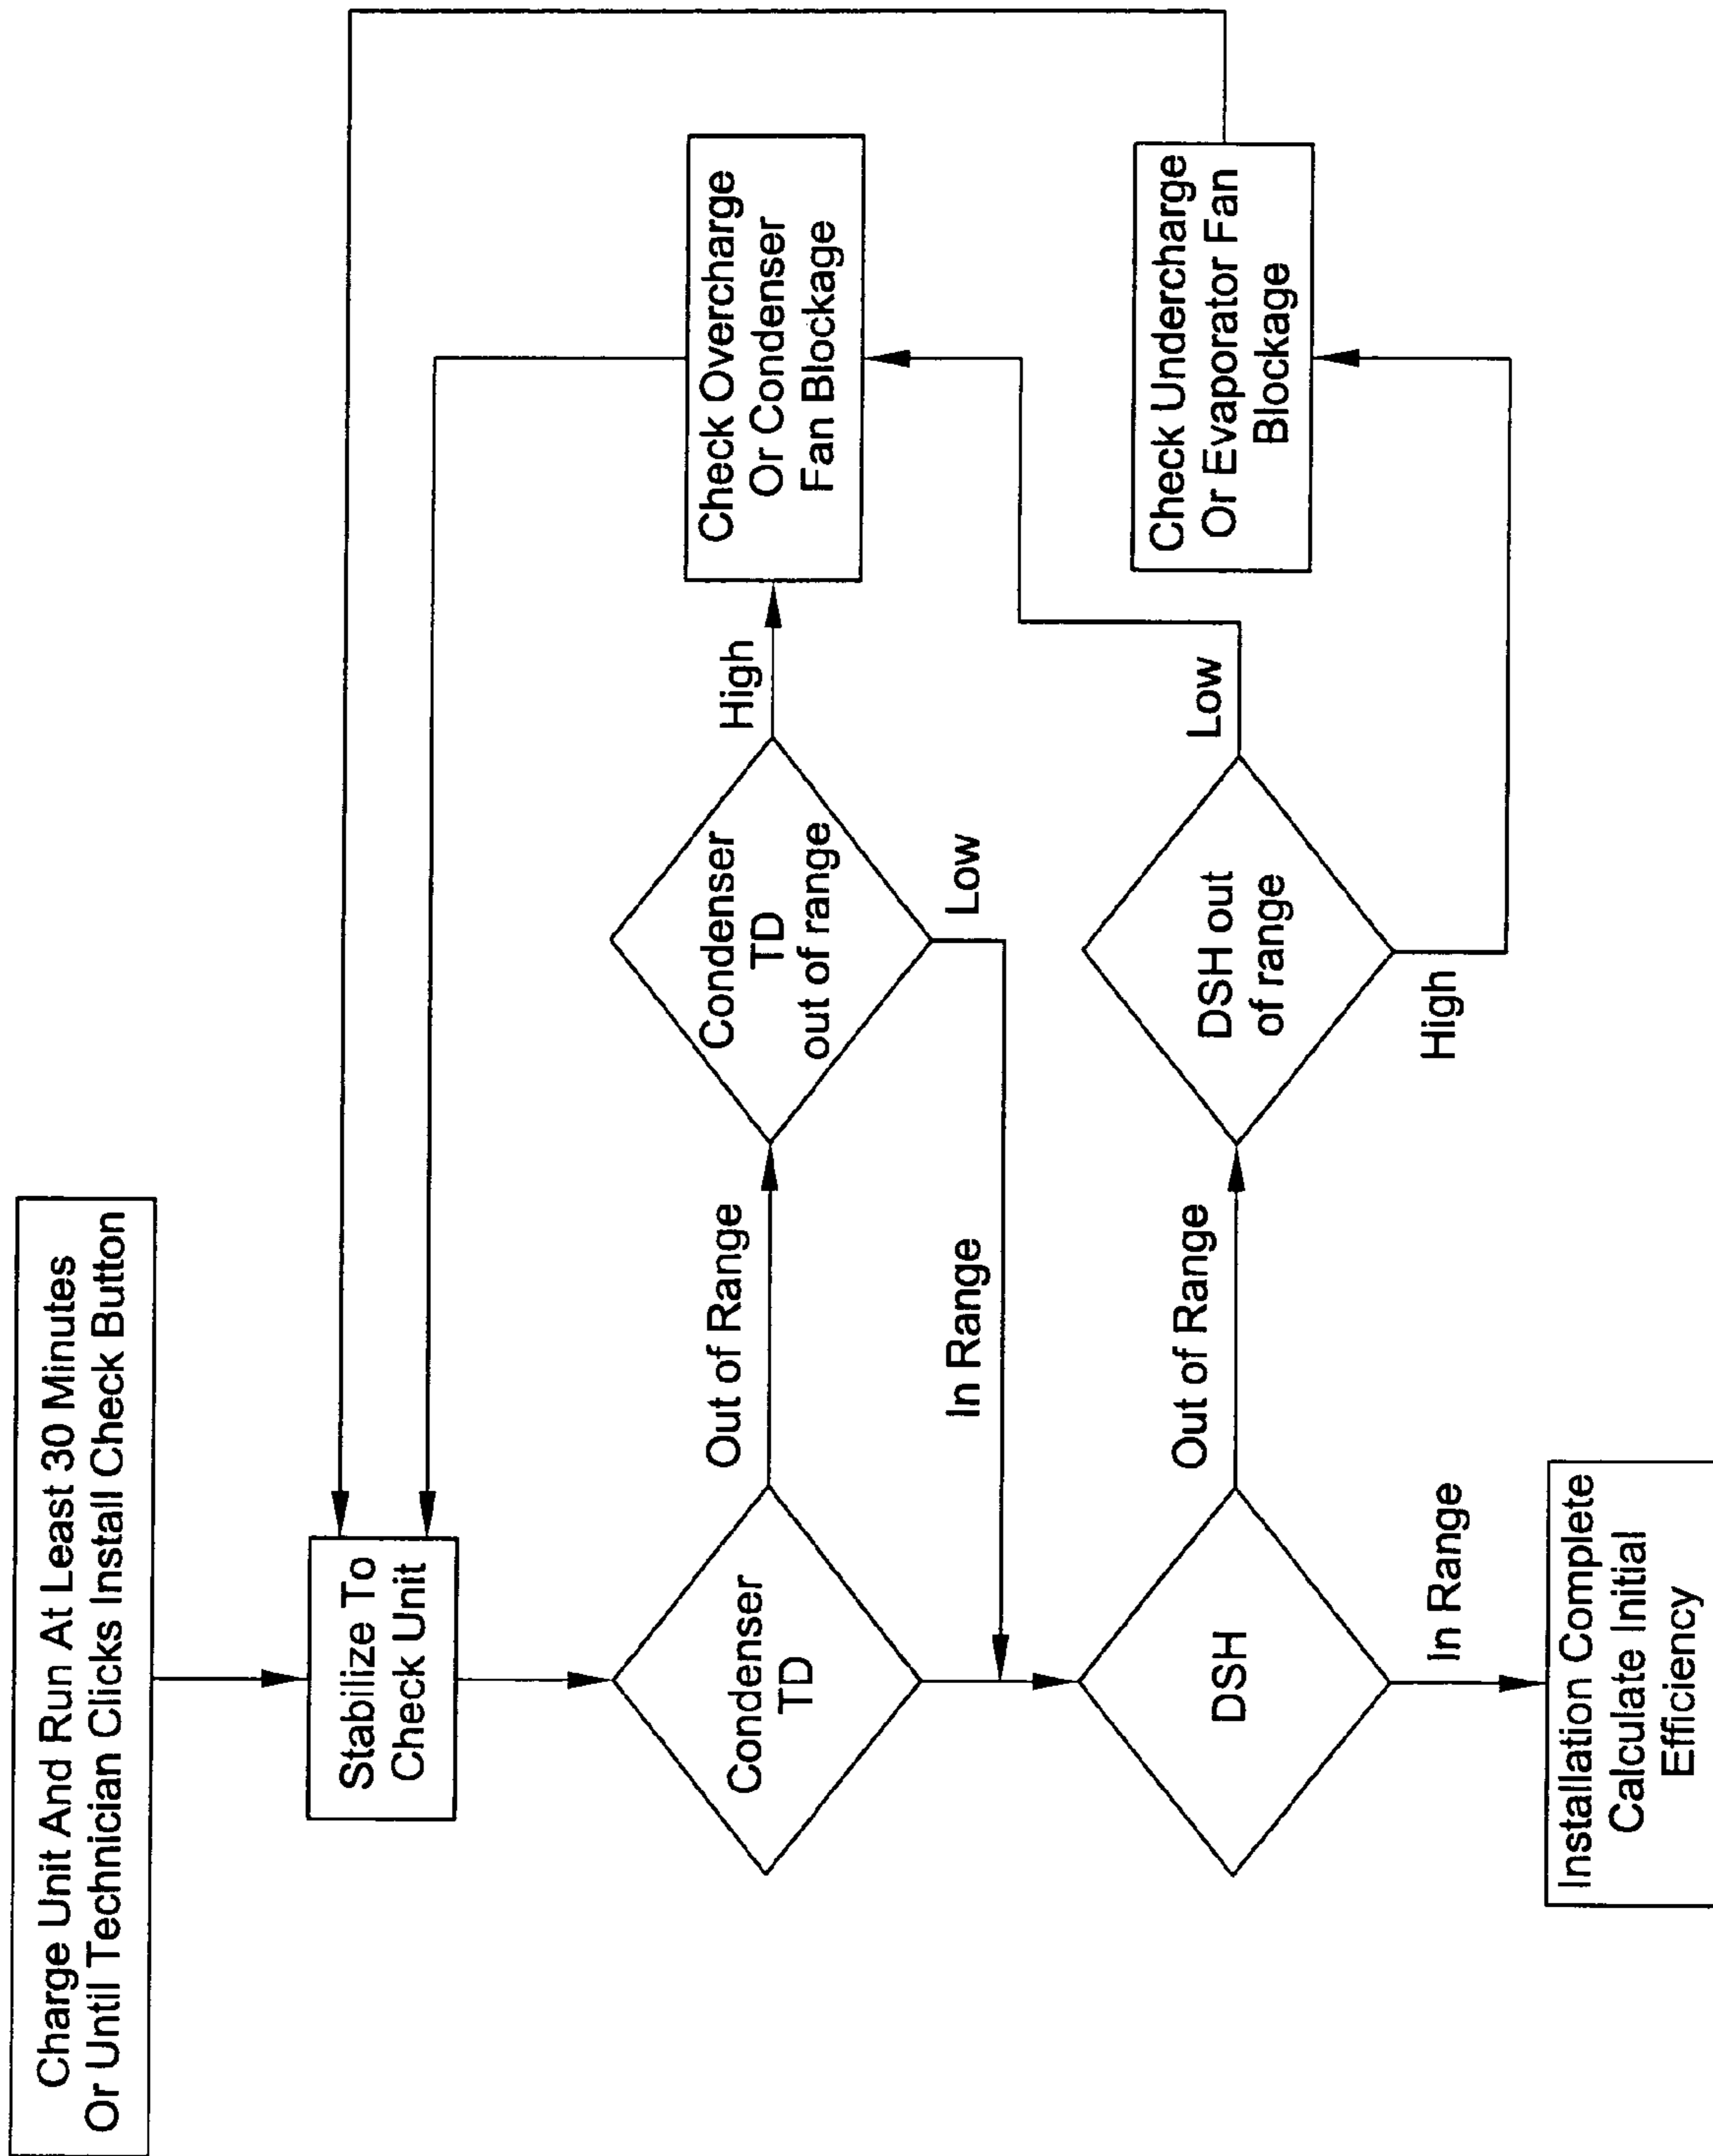 Charge Unit And Run At Least 30 Minutes
Or Until Technician Clicks Install Check Button
Stabilize To
Check Unit
Condenser
TD
Out of Range
Condenser
TD
out of range
High
Check Overcharge
Or Condenser
Fan Blockage
Low
In Range
DSH
Out of Range
DSH out
of range
Low
High
Check Undercharge
Or Evaporator Fan
Blockage
In Range
Installation Complete
Calculate Initial
Efficiency